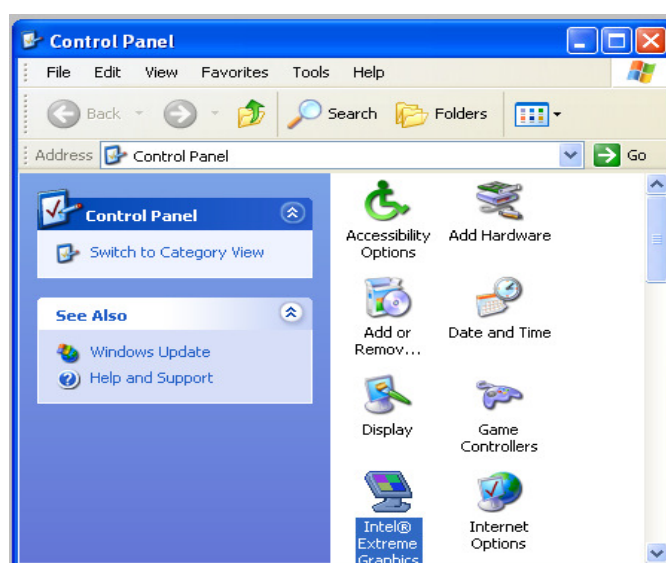 Control Panel
File Edit View Favorites Tools Help
Back Search Folders
Address Control Panel Go
Control Panel
Switch to Category View
See Also
Windows Update
Help and Support
Accessibility Options
Add Hardware
Add or Remov...
Date and Time
Display
Game Controllers
Intel® Extreme Graphics
Internet Options